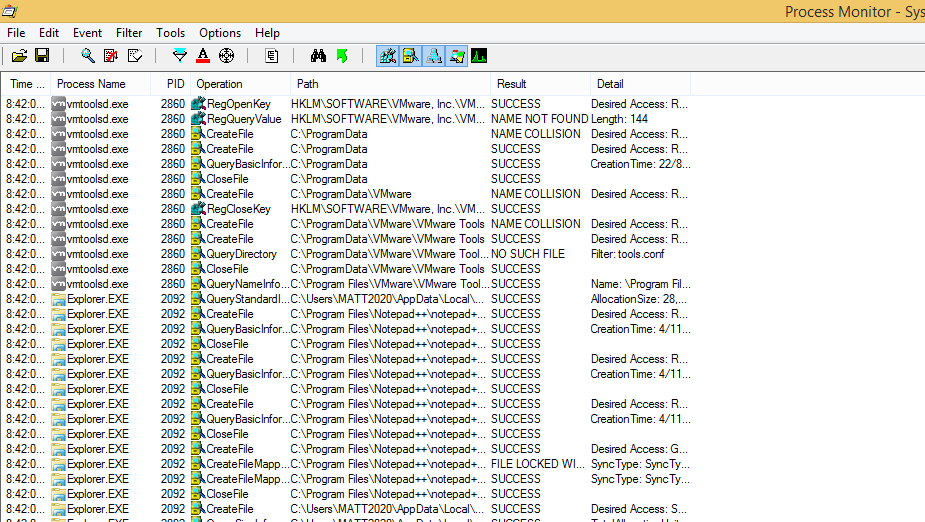 Process Monitor - Sys
File Edit Event Filter Tools Options Help
Time ... Process Name PID Operation Path Result Detail
8:42:0... vmtoolsd.exe 2860 RegOpenKey HKLM\SOFTWARE\VMware, Inc.\VM... SUCCESS Desired Access: R...
8:42:0... vmtoolsd.exe 2860 RegQueryValue HKLM\SOFTWARE\VMware, Inc.\VM... NAME NOT FOUND Length: 144
8:42:0... vmtoolsd.exe 2860 CreateFile C:\ProgramData NAME COLLISION Desired Access: R...
8:42:0... vmtoolsd.exe 2860 CreateFile C:\ProgramData SUCCESS Desired Access: R...
8:42:0... vmtoolsd.exe 2860 QueryBasicInfor... C:\ProgramData SUCCESS CreationTime: 22/8...
8:42:0... vmtoolsd.exe 2860 CloseFile C:\ProgramData SUCCESS
8:42:0... vmtoolsd.exe 2860 CreateFile C:\ProgramData\VMware NAME COLLISION Desired Access: R...
8:42:0... vmtoolsd.exe 2860 RegCloseKey HKLM\SOFTWARE\VMware, Inc.\VM... SUCCESS
8:42:0... vmtoolsd.exe 2860 CreateFile C:\ProgramData\VMware\VMware Tools NAME COLLISION Desired Access: R...
8:42:0... vmtoolsd.exe 2860 CreateFile C:\ProgramData\VMware\VMware Tools SUCCESS Desired Access: R...
8:42:0... vmtoolsd.exe 2860 QueryDirectory C:\ProgramData\VMware\VMware Tool... NO SUCH FILE Filter: tools.conf
8:42:0... vmtoolsd.exe 2860 CloseFile C:\ProgramData\VMware\VMware Tools SUCCESS
8:42:0... vmtoolsd.exe 2860 QueryNameInfo... C:\Program Files\VMware\VMware Tool... SUCCESS Name: \Program Fil...
8:42:0... Explorer.EXE 2092 QueryStandardI... C:\Users\MATT2020\AppData\Local\... SUCCESS AllocationSize: 28,...
8:42:0... Explorer.EXE 2092 CreateFile C:\Program Files\Notepad++\notepad+... SUCCESS Desired Access: R...
8:42:0... Explorer.EXE 2092 QueryBasicInfor... C:\Program Files\Notepad++\notepad+... SUCCESS CreationTime: 4/11...
8:42:0... Explorer.EXE 2092 CloseFile C:\Program Files\Notepad++\notepad+... SUCCESS
8:42:0... Explorer.EXE 2092 CreateFile C:\Program Files\Notepad++\notepad+... SUCCESS Desired Access: R...
8:42:0... Explorer.EXE 2092 QueryBasicInfor... C:\Program Files\Notepad++\notepad+... SUCCESS CreationTime: 4/11...
8:42:0... Explorer.EXE 2092 CloseFile C:\Program Files\Notepad++\notepad+... SUCCESS
8:42:0... Explorer.EXE 2092 CreateFile C:\Program Files\Notepad++\notepad+... SUCCESS Desired Access: R...
8:42:0... Explorer.EXE 2092 QueryBasicInfor... C:\Program Files\Notepad++\notepad+... SUCCESS CreationTime: 4/11...
8:42:0... Explorer.EXE 2092 CloseFile C:\Program Files\Notepad++\notepad+... SUCCESS
8:42:0... Explorer.EXE 2092 CreateFile C:\Program Files\Notepad++\notepad+... SUCCESS Desired Access: G...
8:42:0... Explorer.EXE 2092 CreateFileMapp... C:\Program Files\Notepad++\notepad+... FILE LOCKED WI... SyncType: SyncTy...
8:42:0... Explorer.EXE 2092 CreateFileMapp... C:\Program Files\Notepad++\notepad+... SUCCESS SyncType: SyncTy...
8:42:0... Explorer.EXE 2092 CloseFile C:\Program Files\Notepad++\notepad+... SUCCESS
8:42:0... Explorer.EXE 2092 CreateFile C:\Users\MATT2020\AppData\Local\... SUCCESS Desired Access: S...